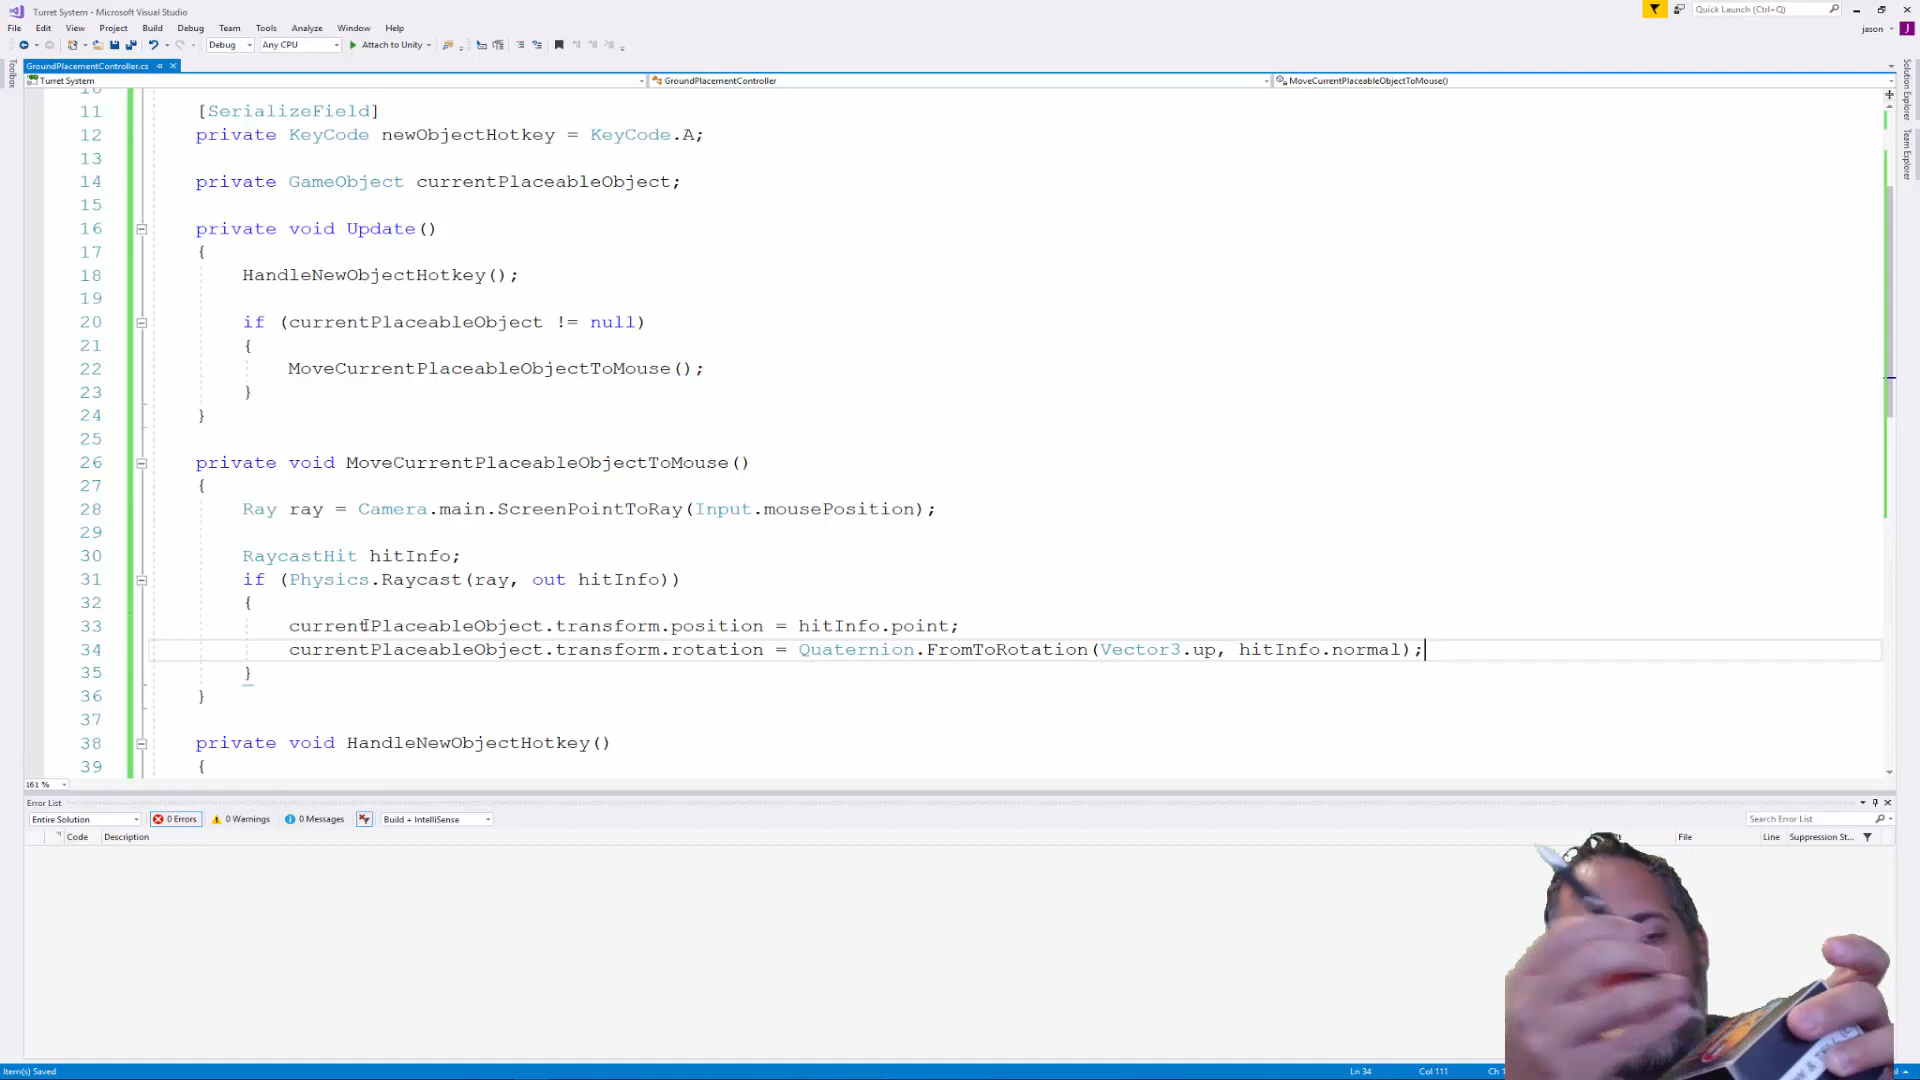 Turret System - Microsoft Visual Studio
Quick Launch (Ctrl+Q)
File Edit View Project Build Debug Team Tools Test Analyze Window Help
jason
Debug Any CPU Attach to Unity
GroundPlacementController.cs
Turret System GroundPlacementController MoveCurrentPlaceableObjectToMouse()
Toolbox
Solution Explorer
Team Explorer
10
11 [SerializeField]
12 private KeyCode newObjectHotkey = KeyCode.A;
13
14 private GameObject currentPlaceableObject;
15
16 private void Update()
17 {
18 HandleNewObjectHotkey();
19
20 if (currentPlaceableObject != null)
21 {
22 MoveCurrentPlaceableObjectToMouse();
23 }
24 }
25
26 private void MoveCurrentPlaceableObjectToMouse()
27 {
28 Ray ray = Camera.main.ScreenPointToRay(Input.mousePosition);
29
30 RaycastHit hitInfo;
31 if (Physics.Raycast(ray, out hitInfo))
32 {
33 currentPlaceableObject.transform.position = hitInfo.point;
34 currentPlaceableObject.transform.rotation = Quaternion.FromToRotation(Vector3.up, hitInfo.normal);
35 }
36 }
37
38 private void HandleNewObjectHotkey()
39 {
161 %
Error List
Entire Solution 0 Errors 0 Warnings 0 Messages Build + IntelliSense
Search Error List
Code Description File Line Suppression St...
Item(s) Saved Ln 34 Col 111